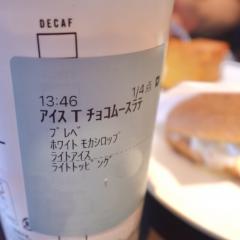 DECAF
13:46 1/4点
アイス T チョコムースラテ
ブレベ
ホワイト モカシロップ
ライトアイス
ライトトッピング